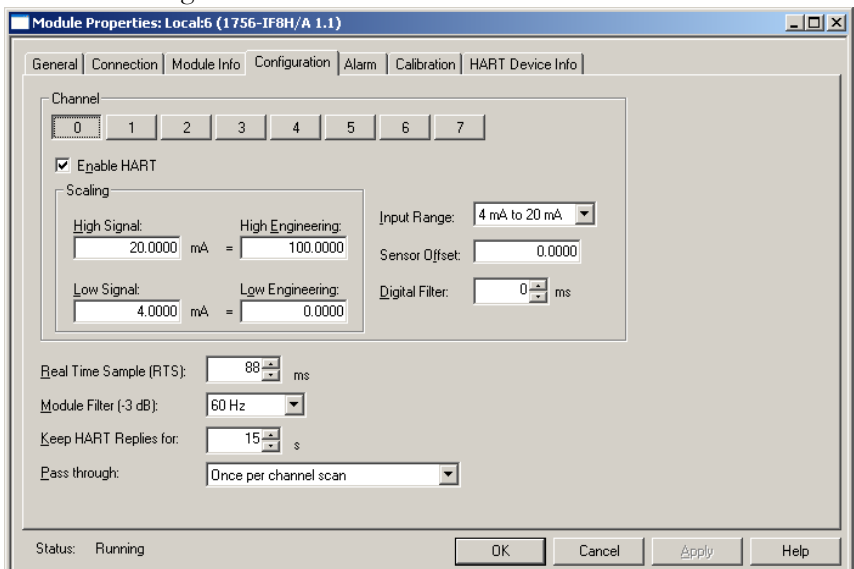 Module Properties: Local:6 (1756-IF8H/A 1.1)
General Connection Module Info Configuration Alarm Calibration HART Device Info
Channel
0 1 2 3 4 5 6 7
Enable HART
Scaling
High Signal: High Engineering:
20.0000 mA = 100.0000
Low Signal: Low Engineering:
4.0000 mA = 0.0000
Input Range: 4 mA to 20 mA
Sensor Offset: 0.0000
Digital Filter: 0 ms
Real Time Sample (RTS): 88 ms
Module Filter (-3 dB): 60 Hz
Keep HART Replies for: 15 s
Pass through: Once per channel scan
Status: Running OK Cancel Apply Help